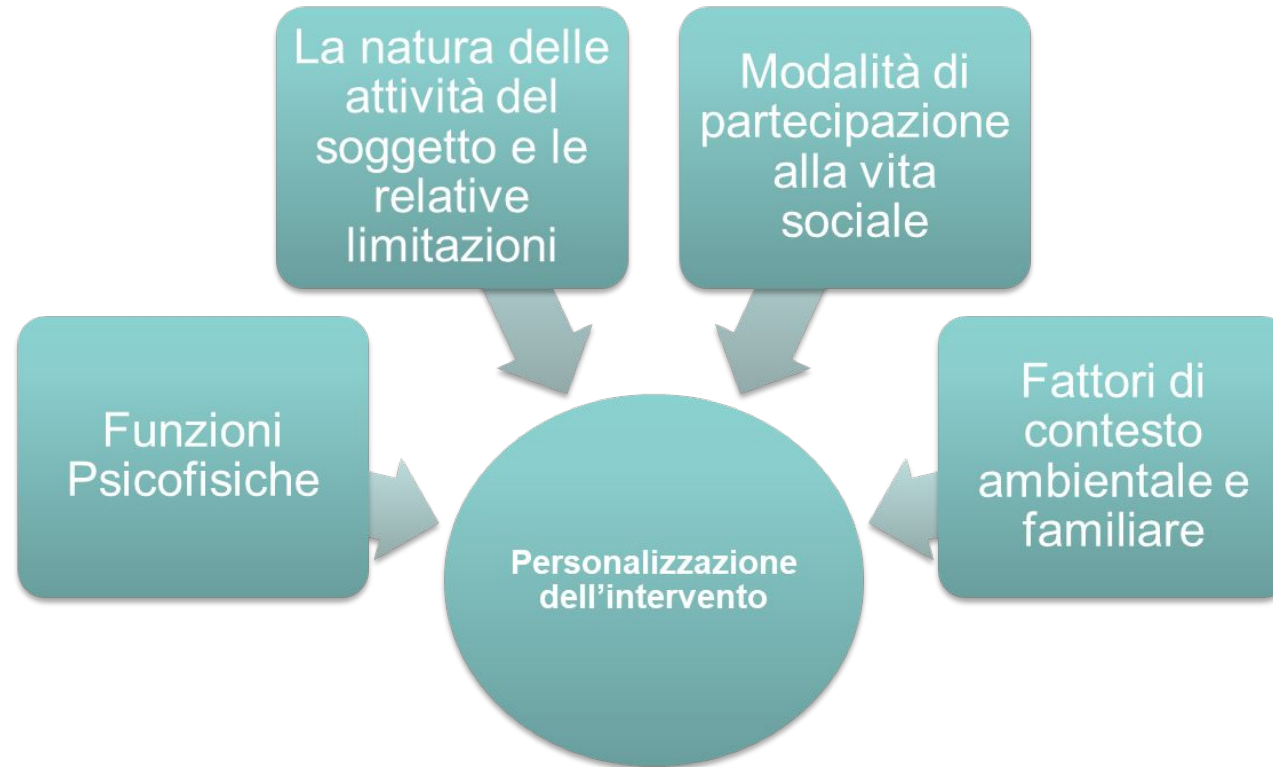 La natura delle
attività del
soggetto e le
relative
limitazioni
Modalità di
partecipazione
alla vita
sociale
Funzioni
Psicofisiche
Fattori di
contesto
ambientale e
familiare
Personalizzazione
dell’intervento